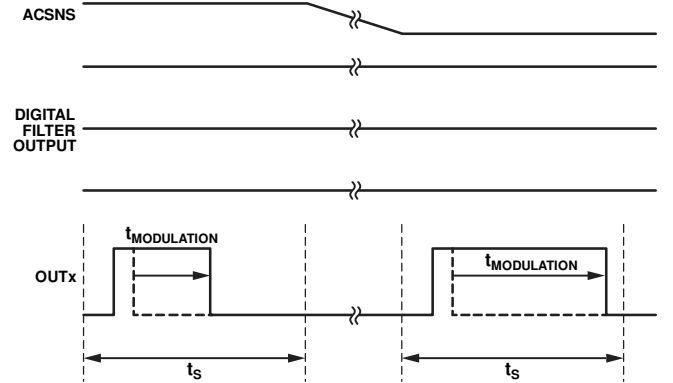 ACSNS
DIGITAL
FILTER
OUTPUT
tMODULATION
tMODULATION
OUTx
tS
tS